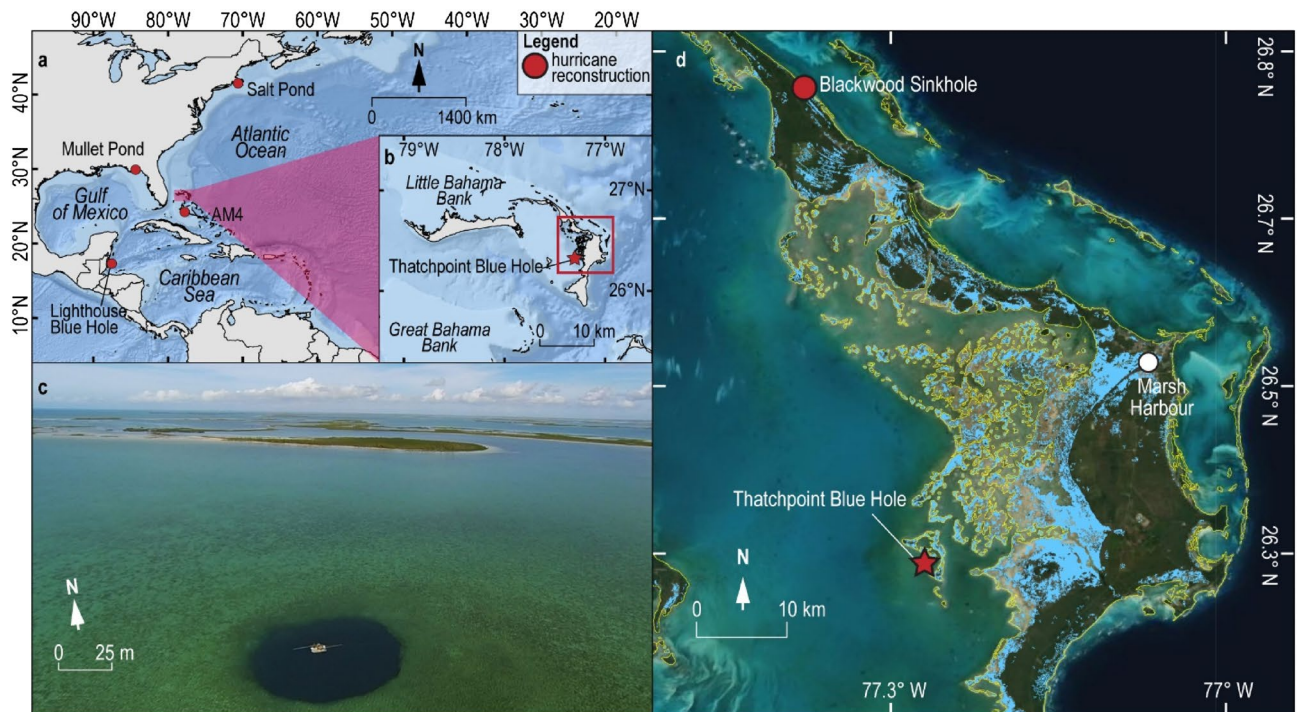 90°W 80°W 70°W 60°W 50°W 40°W 30°W 20°W
a
N
Legend
hurricane
reconstruction
40°N
30°N
20°N
10°N
Salt Pond
0 1400 km
Atlantic
Ocean
Mullet Pond
Gulf
of Mexico
AM4
Caribbean
Sea
Lighthouse
Blue Hole
b
79°W 78°W 77°W
27°N
26°N
Little Bahama
Bank
Thatchpoint Blue Hole
Great Bahama
Bank
0 10 km
c
N
0 25 m
d
Blackwood Sinkhole
26.8° N
26.7° N
26.5° N
26.3° N
Marsh
Harbour
Thatchpoint Blue Hole
N
0 10 km
77.3° W 77° W